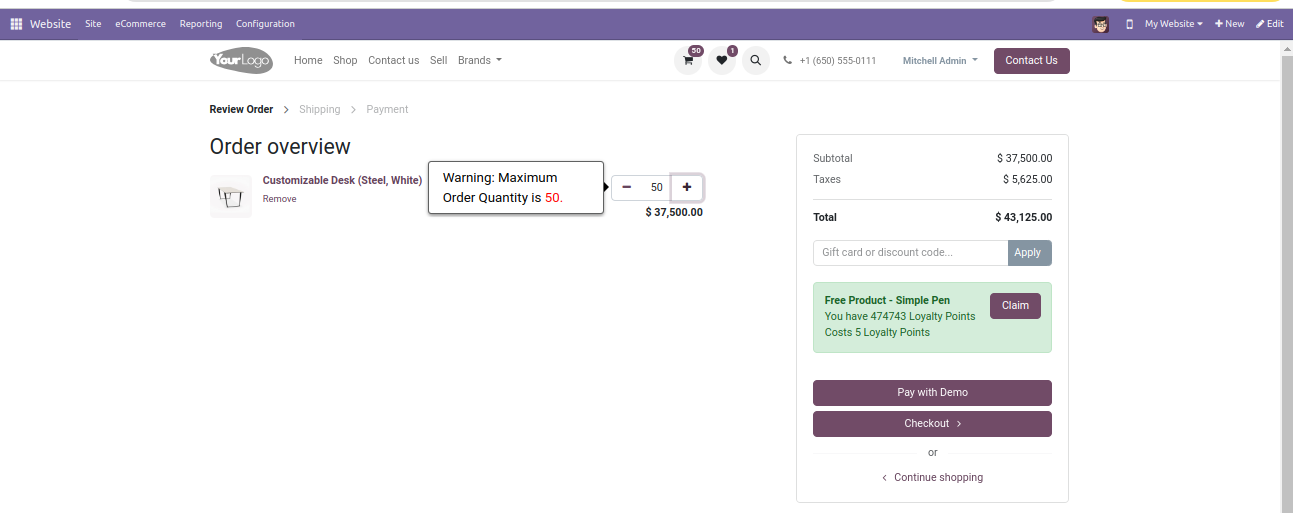 Website Site eCommerce Reporting Configuration My Website New Edit
YourLogo Home Shop Contact us Sell Brands 50 1 +1 (650) 555-0111 Mitchell Admin Contact Us
Review Order Shipping Payment
Order overview
Customizable Desk (Steel, White)
Remove
Warning: Maximum
Order Quantity is 50.
50
$ 37,500.00
Subtotal $ 37,500.00
Taxes $ 5,625.00
Total $ 43,125.00
Gift card or discount code... Apply
Free Product - Simple Pen
You have 474743 Loyalty Points
Costs 5 Loyalty Points
Claim
Pay with Demo
Checkout
or
Continue shopping